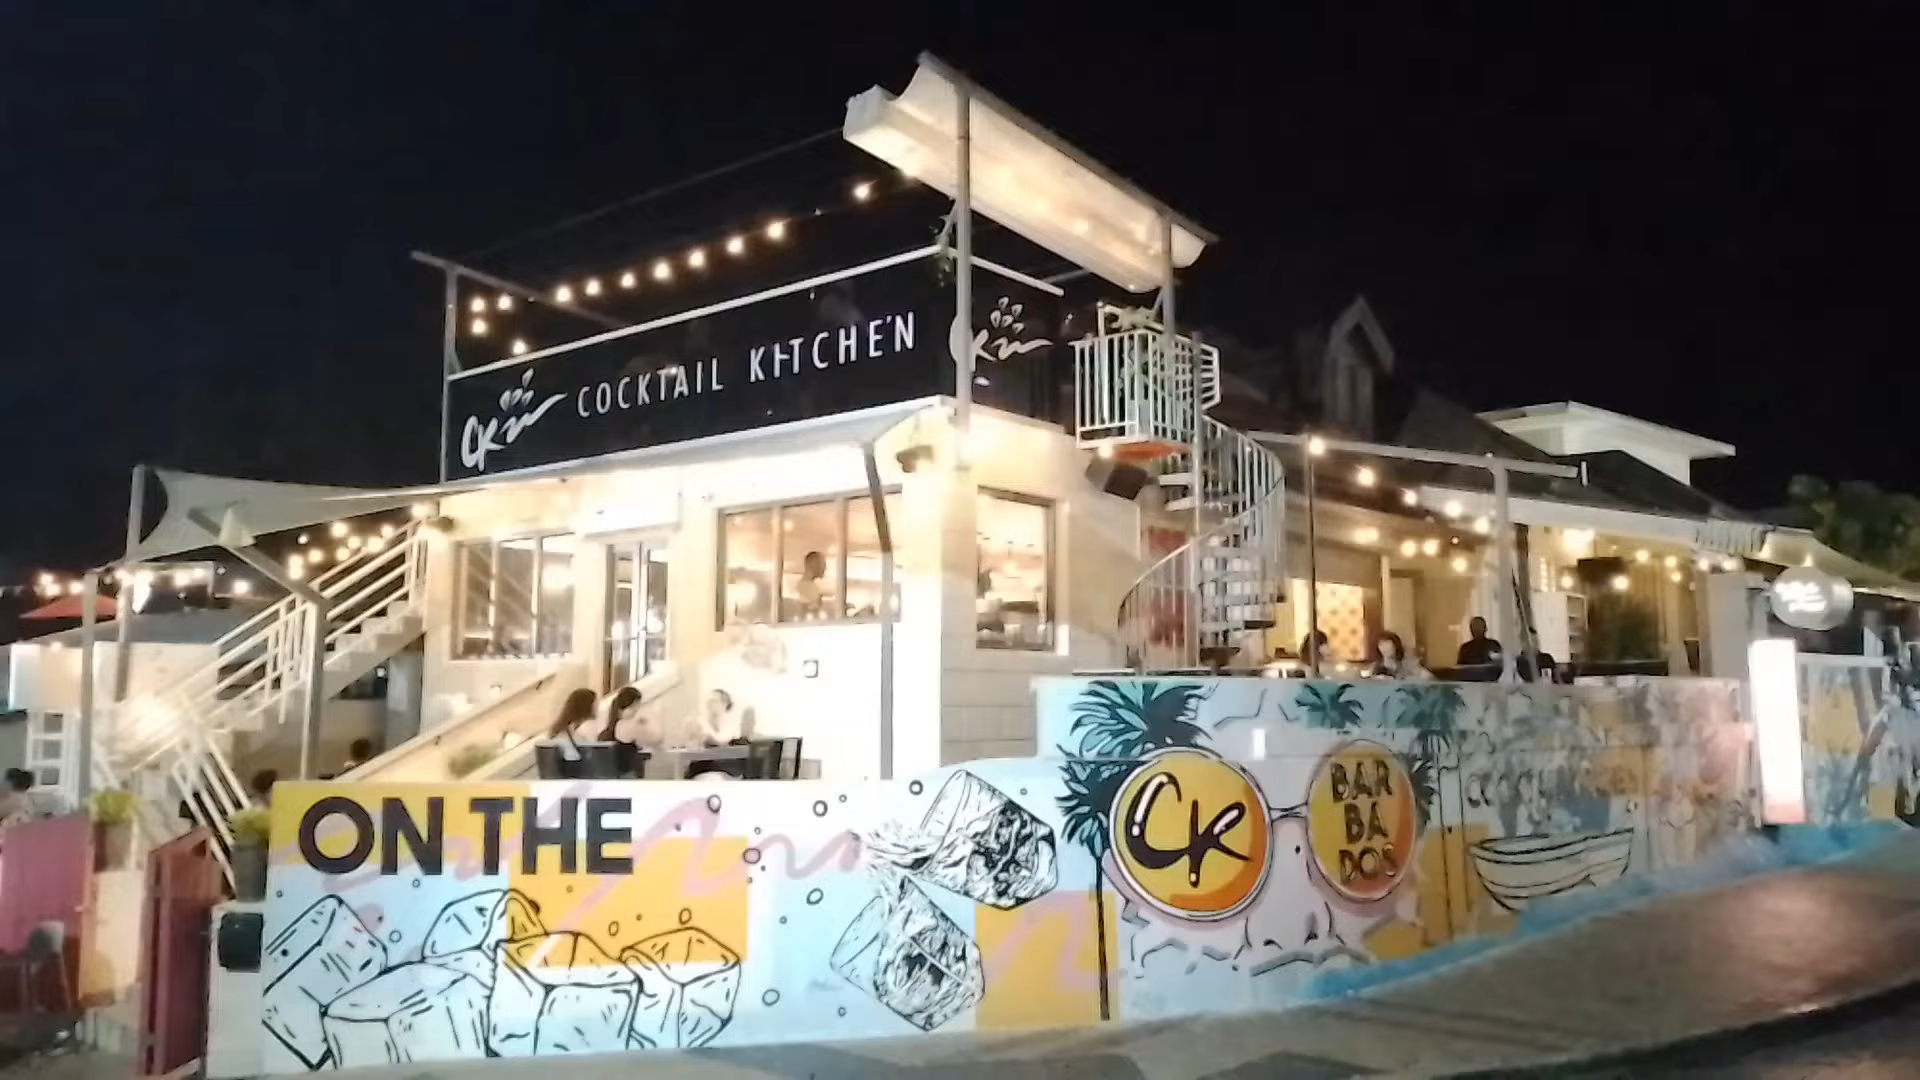 CK COCKTAIL KITCHEN
CK
ON THE
CK
BAR
BA
DOS